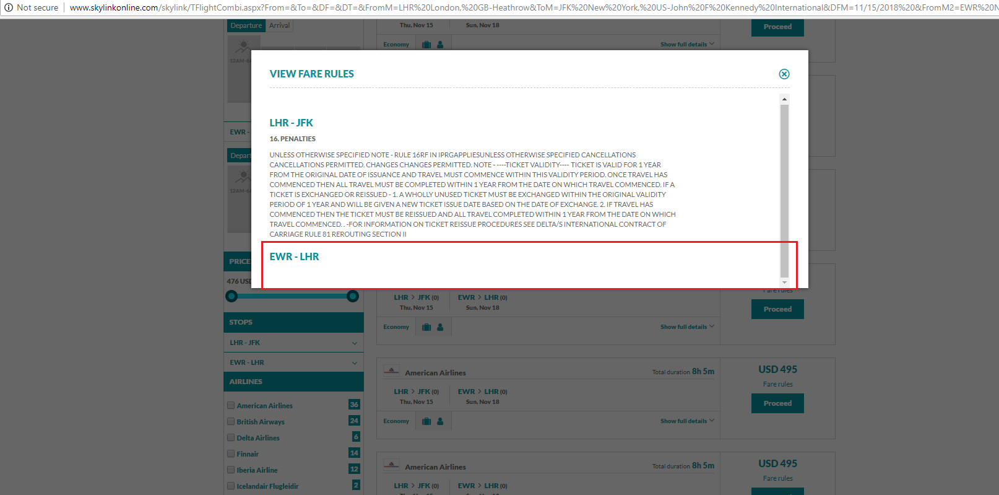 Not secure | www.skylinkonline.com/skylink/TFlightCombi.aspx?From=&To=&DF=&DT=&FromM=LHR%20London,%20GB-Heathrow&ToM=JFK%20New%20York,%20US-John%20F%20Kennedy%20International&DFM=11/15/2018%20&FromM2=EWR%20N
Departure Arrival
Thu, Nov 15 Sun, Nov 18
Proceed
Economy
Show full details
12AM-6
VIEW FARE RULES
LHR - JFK
16. PENALTIES
UNLESS OTHERWISE SPECIFIED NOTE - RULE 16RF IN IPRGAPPLIESUNLESS OTHERWISE SPECIFIED CANCELLATIONS
CANCELLATIONS PERMITTED. CHANGES CHANGES PERMITTED. NOTE - ----TICKET VALIDITY---- TICKET IS VALID FOR 1 YEAR
FROM THE ORIGINAL DATE OF ISSUANCE AND TRAVEL MUST COMMENCE WITHIN THIS VALIDITY PERIOD. ONCE TRAVEL HAS
COMMENCED THEN ALL TRAVEL MUST BE COMPLETED WITHIN 1 YEAR FROM THE DATE ON WHICH TRAVEL COMMENCED. IF A
TICKET IS EXCHANGED OR REISSUED - 1. A WHOLLY UNUSED TICKET MUST BE EXCHANGED WITHIN THE ORIGINAL VALIDITY
PERIOD OF 1 YEAR AND WILL BE GIVEN A NEW TICKET ISSUE DATE BASED ON THE DATE OF EXCHANGE. 2. IF TRAVEL HAS
COMMENCED THEN THE TICKET MUST BE REISSUED AND ALL TRAVEL COMPLETED WITHIN 1 YEAR FROM THE DATE ON WHICH
TRAVEL COMMENCED. . -FOR INFORMATION ON TICKET REISSUE PROCEDURES SEE DELTA/S INTERNATIONAL CONTRACT OF
CARRIAGE RULE 81 REROUTING SECTION II
EWR - LHR
EWR -
Depart
12AM-6
PRICE
476 USD
STOPS
LHR - JFK
EWR - LHR
AIRLINES
American Airlines 36
British Airways 24
Delta Airlines 6
Finnair 14
Iberia Airline 12
Icelandair Flugleidir 2
Fare rules
LHR > JFK (0) EWR > LHR (0)
Thu, Nov 15 Sun, Nov 18
Proceed
Economy
Show full details
American Airlines
Total duration 8h 5m
USD 495
Fare rules
LHR > JFK (0) EWR > LHR (0)
Thu, Nov 15 Sun, Nov 18
Proceed
Economy
Show full details
American Airlines
Total duration 8h 5m
USD 495
Fare rules
LHR > JFK (0) EWR > LHR (0)